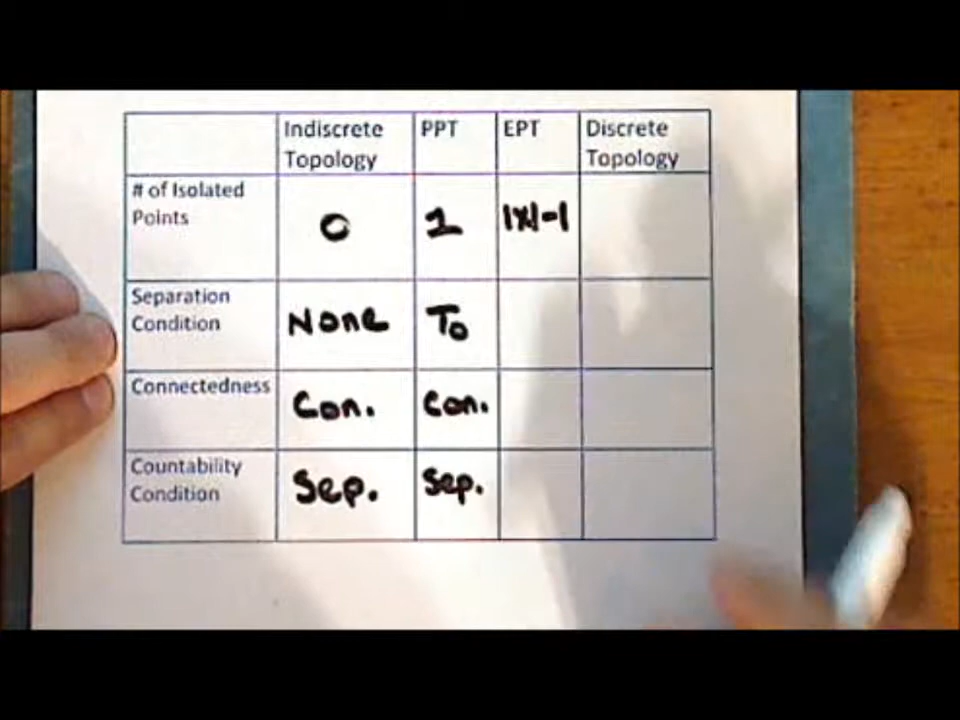 Indiscrete Topology
PPT
EPT
Discrete Topology
# of Isolated Points
0
1
|X|-1
Separation Condition
None
To
Connectedness
Con.
Con.
Countability Condition
Sep.
Sep.